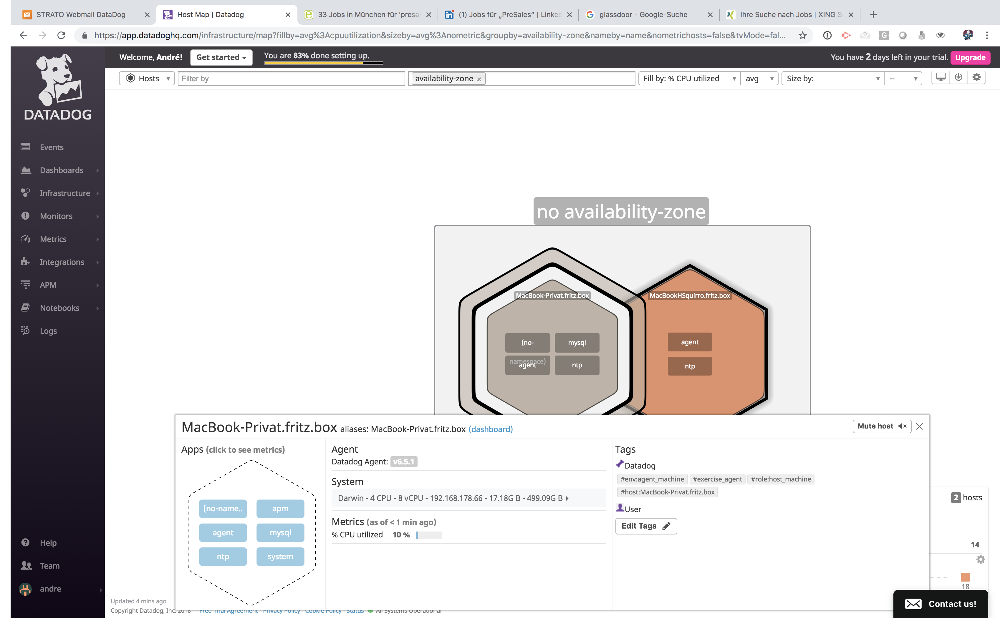 STRATO Webmail DataDog
Host Map | Datadog
33 Jobs in München für 'presal
(1) Jobs für „PreSales“ | Linked
glassdoor - Google-Suche
Ihre Suche nach Jobs | XING S
https://app.datadoghq.com/infrastructure/map?fillby=avg%3Acpuutilization&sizeby=avg%3Anometric&groupby=availability-zone&nameby=name&nometrichosts=false&tvMode=fal...
Welcome, André!
Get started
You are 83% done setting up.
You have 2 days left in your trial.
Upgrade
DATADOG
Hosts
Filter by
availability-zone ×
Fill by: % CPU utilized
avg
Size by:
--
Events
Dashboards
Infrastructure
Monitors
Metrics
Integrations
APM
Notebooks
Logs
Help
Team
andre
no availability-zone
MacBook-Privat.fritz.box
MacBookHSquirro.fritz.box
(no-
namespace)
mysql
agent
ntp
agent
ntp
MacBook-Privat.fritz.box aliases: MacBook-Privat.fritz.box (dashboard)
Mute host
Apps (click to see metrics)
(no-name..
apm
agent
mysql
ntp
system
Agent
Datadog Agent: v6.5.1
System
Darwin - 4 CPU - 8 vCPU - 192.168.178.66 - 17.18G B - 499.09G B
Metrics (as of < 1 min ago)
% CPU utilized 10 %
Tags
Datadog
#env:agent_machine #exercise_agent #role:host_machine
#host:MacBook-Privat.fritz.box
User
Edit Tags
2 hosts
14
18
Updated 4 mins ago
Copyright Datadog, Inc. 2018 - - Free-Trial Agreement - Privacy Policy - Cookie Policy - Status All Systems Operational
Contact us!